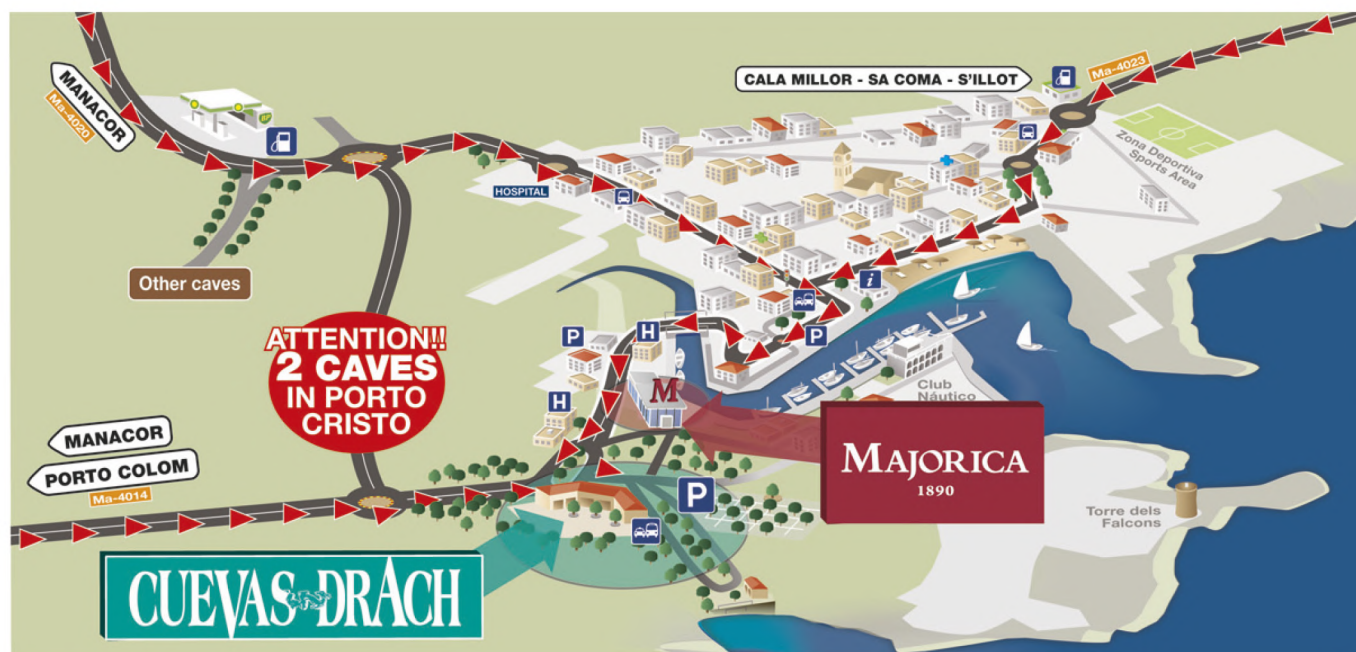 MANACOR
Ma-4020
BP
CALA MILLOR - SA COMA - S'ILLOT
Ma-4023
Zona Deportiva
Sports Area
HOSPITAL
Other caves
i
P
H
P
H
ATTENTION!!
2 CAVES
IN PORTO
CRISTO
M
Club
Náutico
MANACOR
PORTO COLOM
Ma-4014
MAJORICA
1890
P
Torre dels
Falcons
CUEVAS DRACH